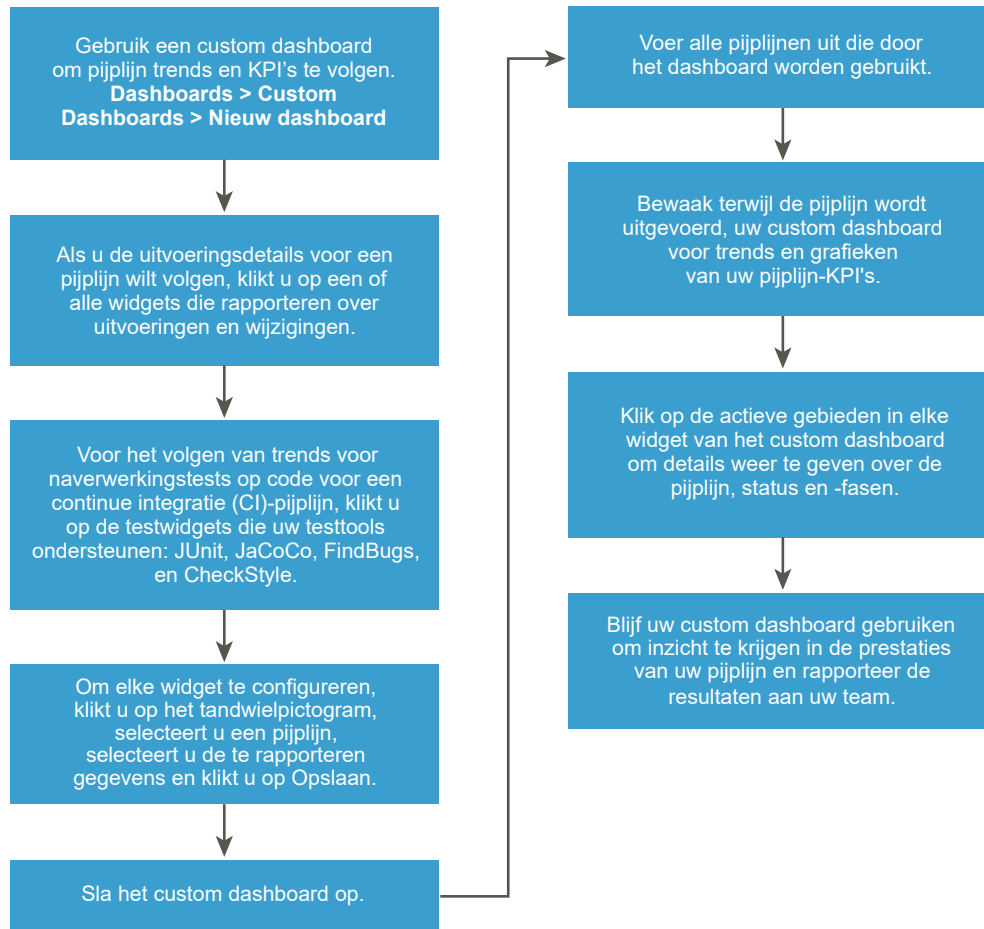 Gebruik een custom dashboard
om pijplijn trends en KPI’s te volgen.
Dashboards > Custom
Dashboards > Nieuw dashboard
Als u de uitvoeringsdetails voor een
pijplijn wilt volgen, klikt u op een of
alle widgets die rapporteren over
uitvoeringen en wijzigingen.
Voor het volgen van trends voor
naverwerkingstests op code voor een
continue integratie (CI)-pijplijn, klikt u
op de testwidgets die uw testtools
ondersteunen: JUnit, JaCoCo, FindBugs,
en CheckStyle.
Om elke widget te configureren,
klikt u op het tandwielpictogram,
selecteert u een pijplijn,
selecteert u de te rapporteren
gegevens en klikt u op Opslaan.
Sla het custom dashboard op.
Voer alle pijplijnen uit die door
het dashboard worden gebruikt.
Bewaak terwijl de pijplijn wordt
uitgevoerd, uw custom dashboard
voor trends en grafieken
van uw pijplijn-KPI's.
Klik op de actieve gebieden in elke
widget van het custom dashboard
om details weer te geven over de
pijplijn, status en -fasen.
Blijf uw custom dashboard gebruiken
om inzicht te krijgen in de prestaties
van uw pijplijn en rapporteer de
resultaten aan uw team.